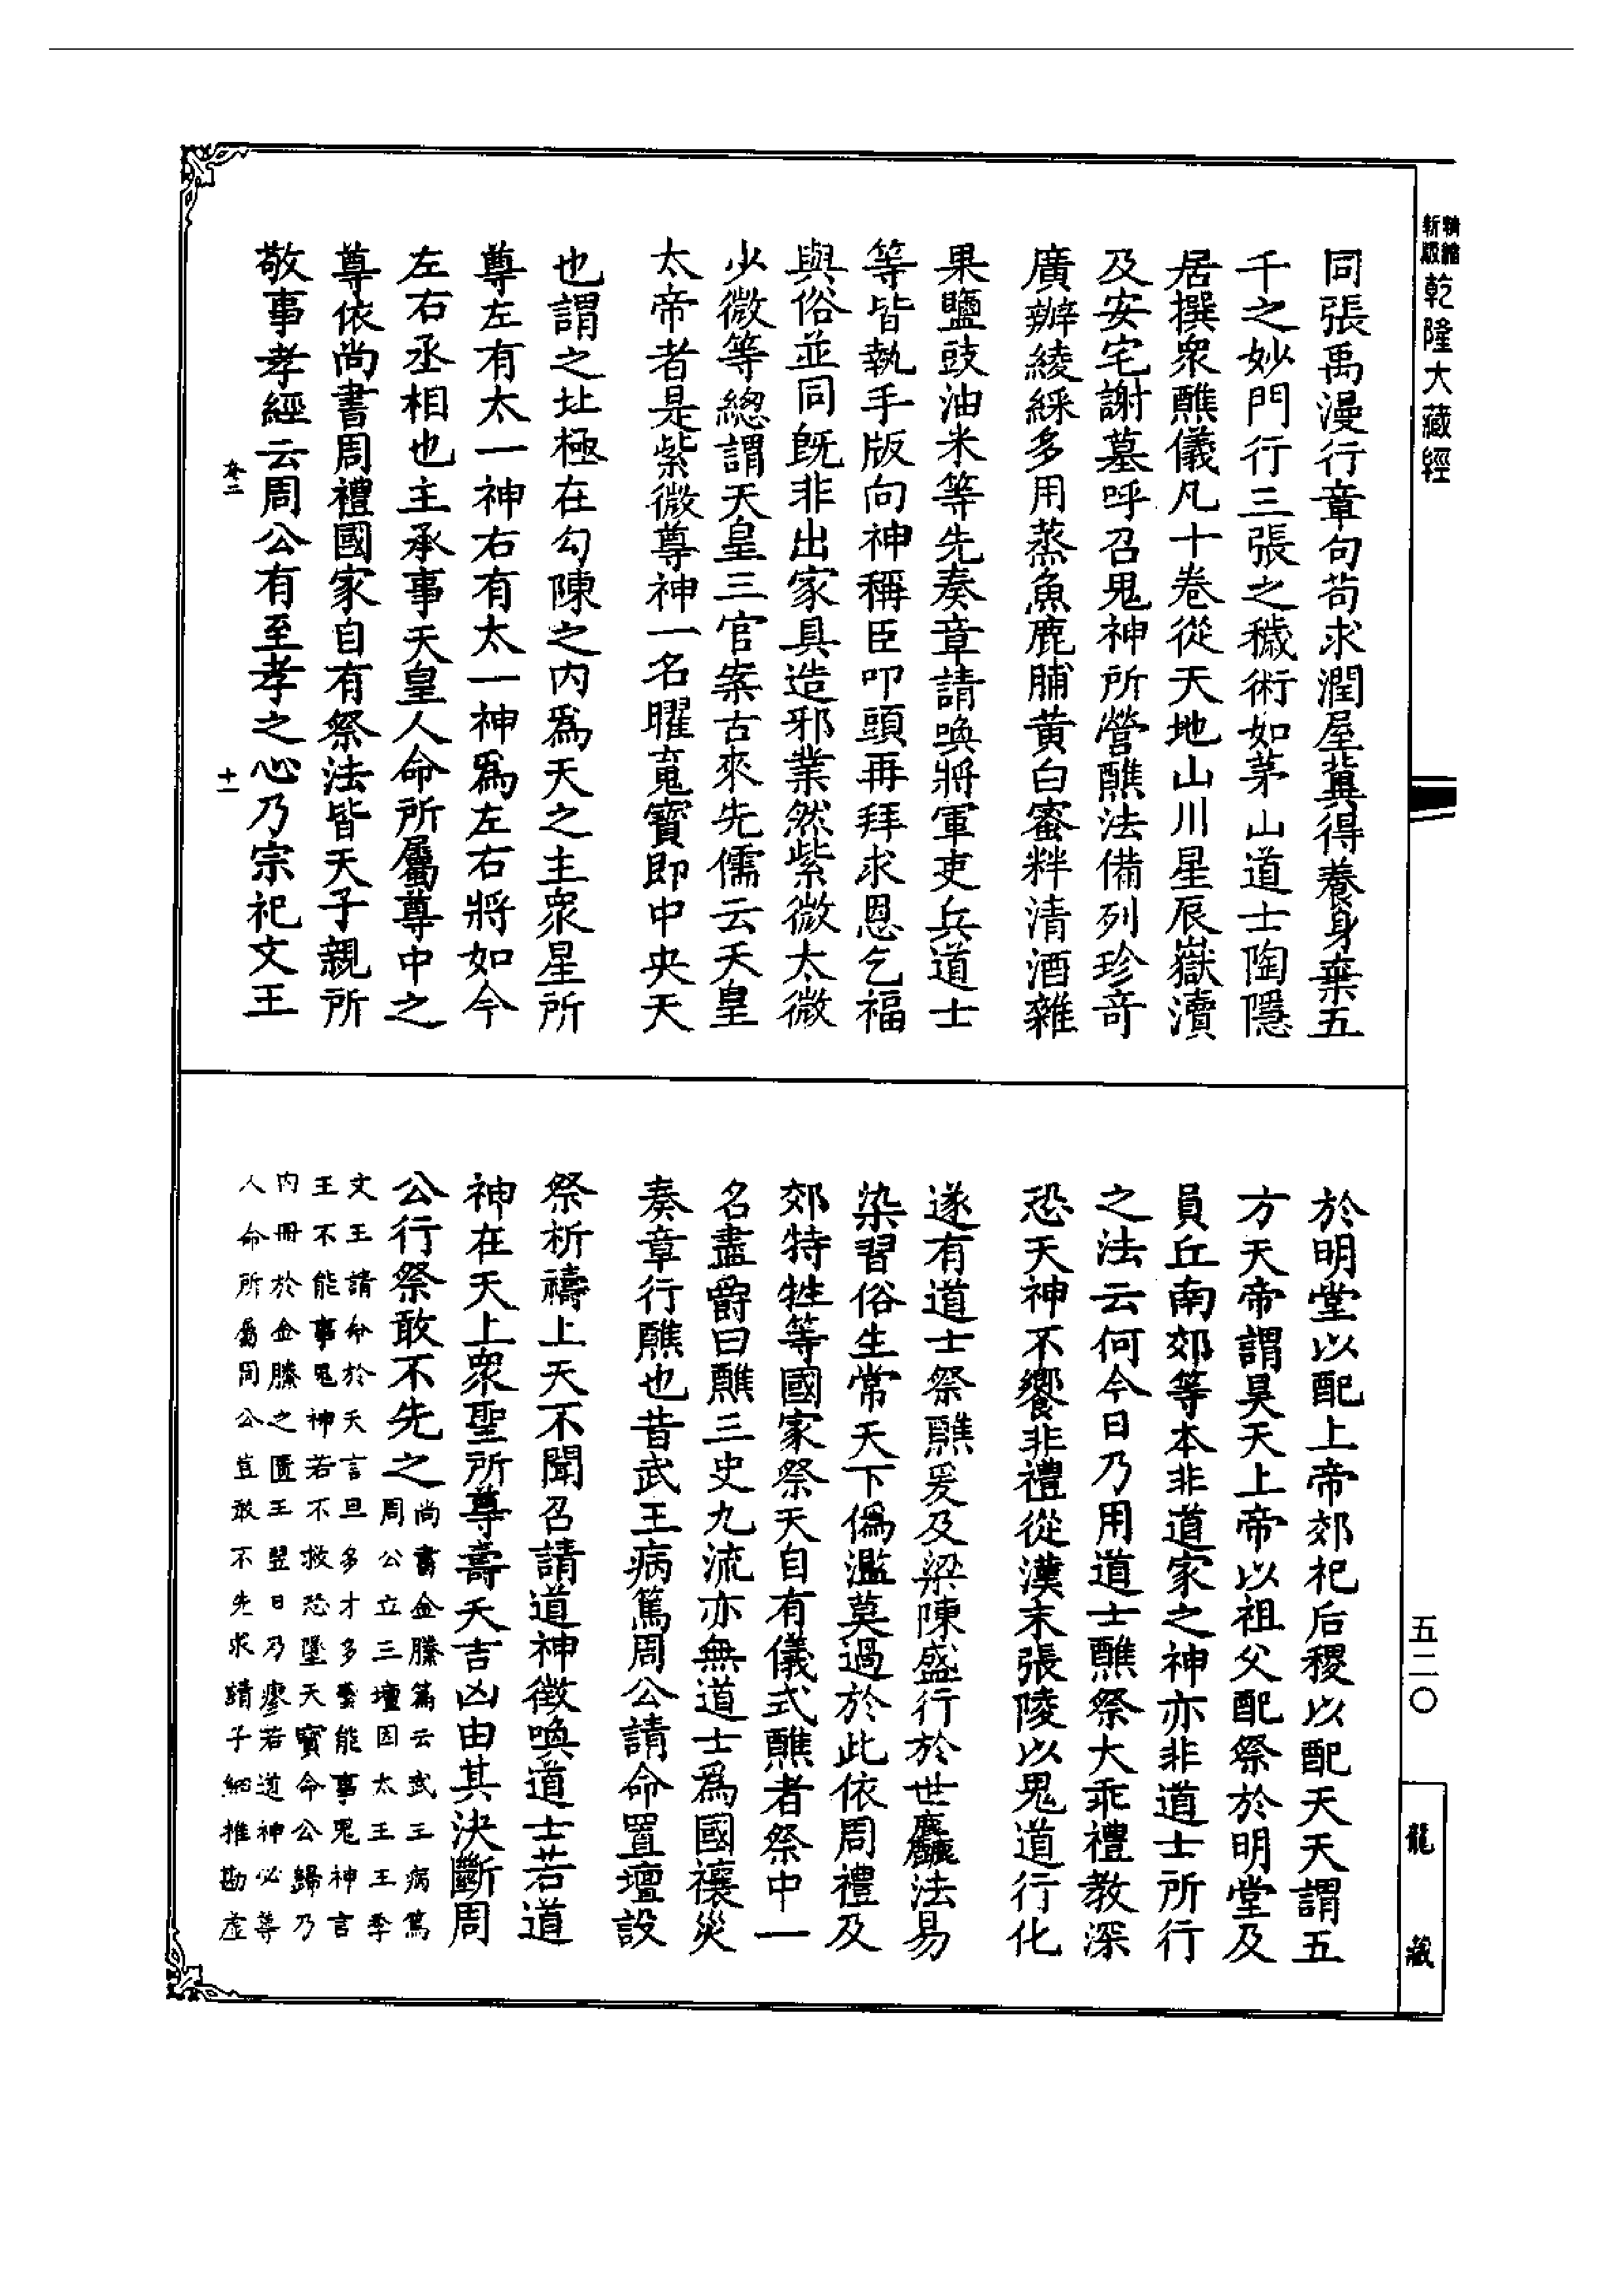 新版精縮乾隆大藏經
同張禹漫行章句苟求潤屋冀得養身棄五
千之妙門行三張之穢術如茅山道士陶隱
居撰衆醮儀凡十卷從天地山川星辰嶽瀆
及安宅謝墓呼召鬼神所營醮法備列珍奇
廣辦綾綵多用蒸魚鹿脯黃白蜜粽清酒雜
果鹽豉油米等先奏章請喚將軍吏兵道士
等皆執手版向神稱臣叩頭再拜求恩乞福
與俗並同既非出家具造邪業然紫微太微
少微等總謂天皇三官案古來先儒云天皇
太帝者是紫微尊神一名曜䰟寶即中央天
也謂之北極在勾陳之内爲天之主衆星所
尊左有太一神右有太一神爲左右將如今
左右丞相也主承事天皇人命所屬尊中之
尊依尚書周禮國家自有祭法皆天子親所
敬事孝經云周公有至孝之心乃宗祀文王
卷二
十一
於明堂以配上帝郊祀后稷以配天天謂五
方天帝謂昊天上帝以祖父配祭於明堂及
員丘南郊等本非道家之神亦非道士所行
之法云何今日乃用道士醮祭大乖禮教深
恐天神不饗非禮從漢末張陵以鬼道行化
遂有道士祭醮爰及梁陳盛行於世麤法易
染習俗生常天下僞濫莫過於此依周禮及
郊特牲等國家祭天自有儀式醮者祭中一
名盡爵曰醮三史九流亦無道士爲國禳災
奏章行醮也昔武王病篤周公請命置壇設
祭祈禱上天不聞召請道神徵喚道士若道
神在天上衆聖所尊壽夭吉凶由其決斷周
公行祭敢不先之
尚書金縢篇云武王病篤
周公立三壇因太王王季
文王請命於天言旦多才多藝能事鬼神言
王不能事鬼神若不救恐墜天寶命公歸乃
内冊於金縢之匱王翌日乃瘳若道神必尊
人命所屬周公豈敢不先求請子細推勘虛
五二〇
龍藏